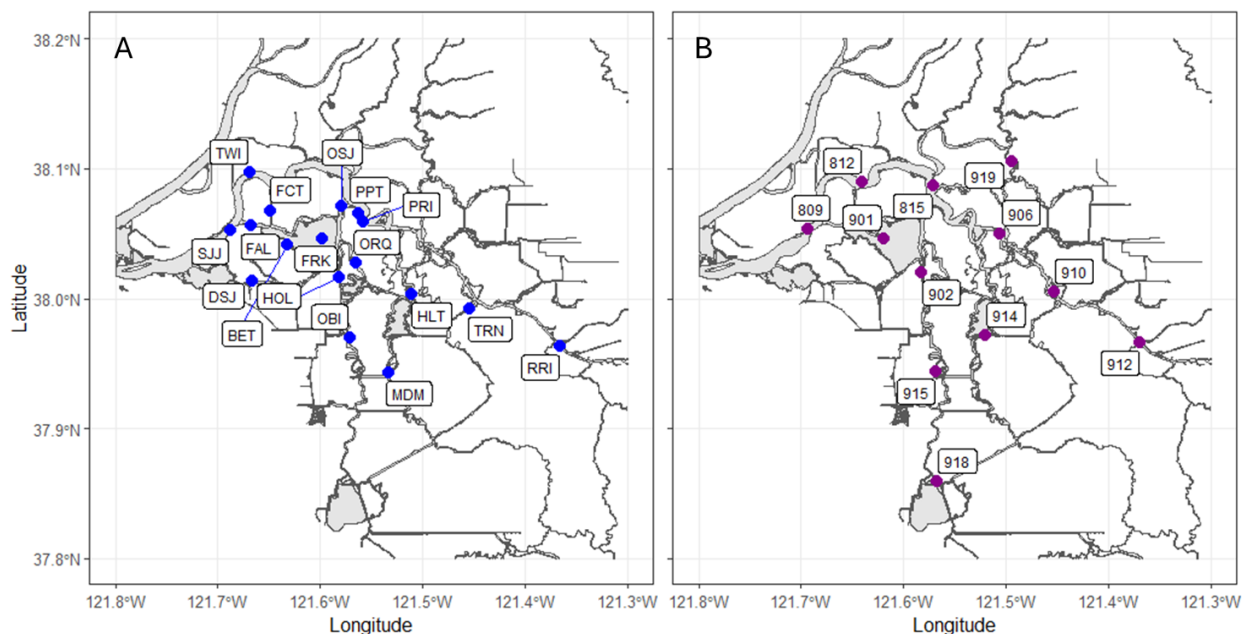 A
B
38.2°N
38.1°N
38.0°N
37.9°N
37.8°N
Latitude
TWI
OSJ
FCT
PPT
PRI
SJJ
FAL
FRK
ORQ
DSJ
HOL
BET
OBI
HLT
TRN
RRI
MDM
121.8°W
121.7°W
121.6°W
121.5°W
121.4°W
121.3°W
Longitude
812
919
809
901
815
906
910
902
914
912
915
918
121.8°W
121.7°W
121.6°W
121.5°W
121.4°W
121.3°W
Longitude